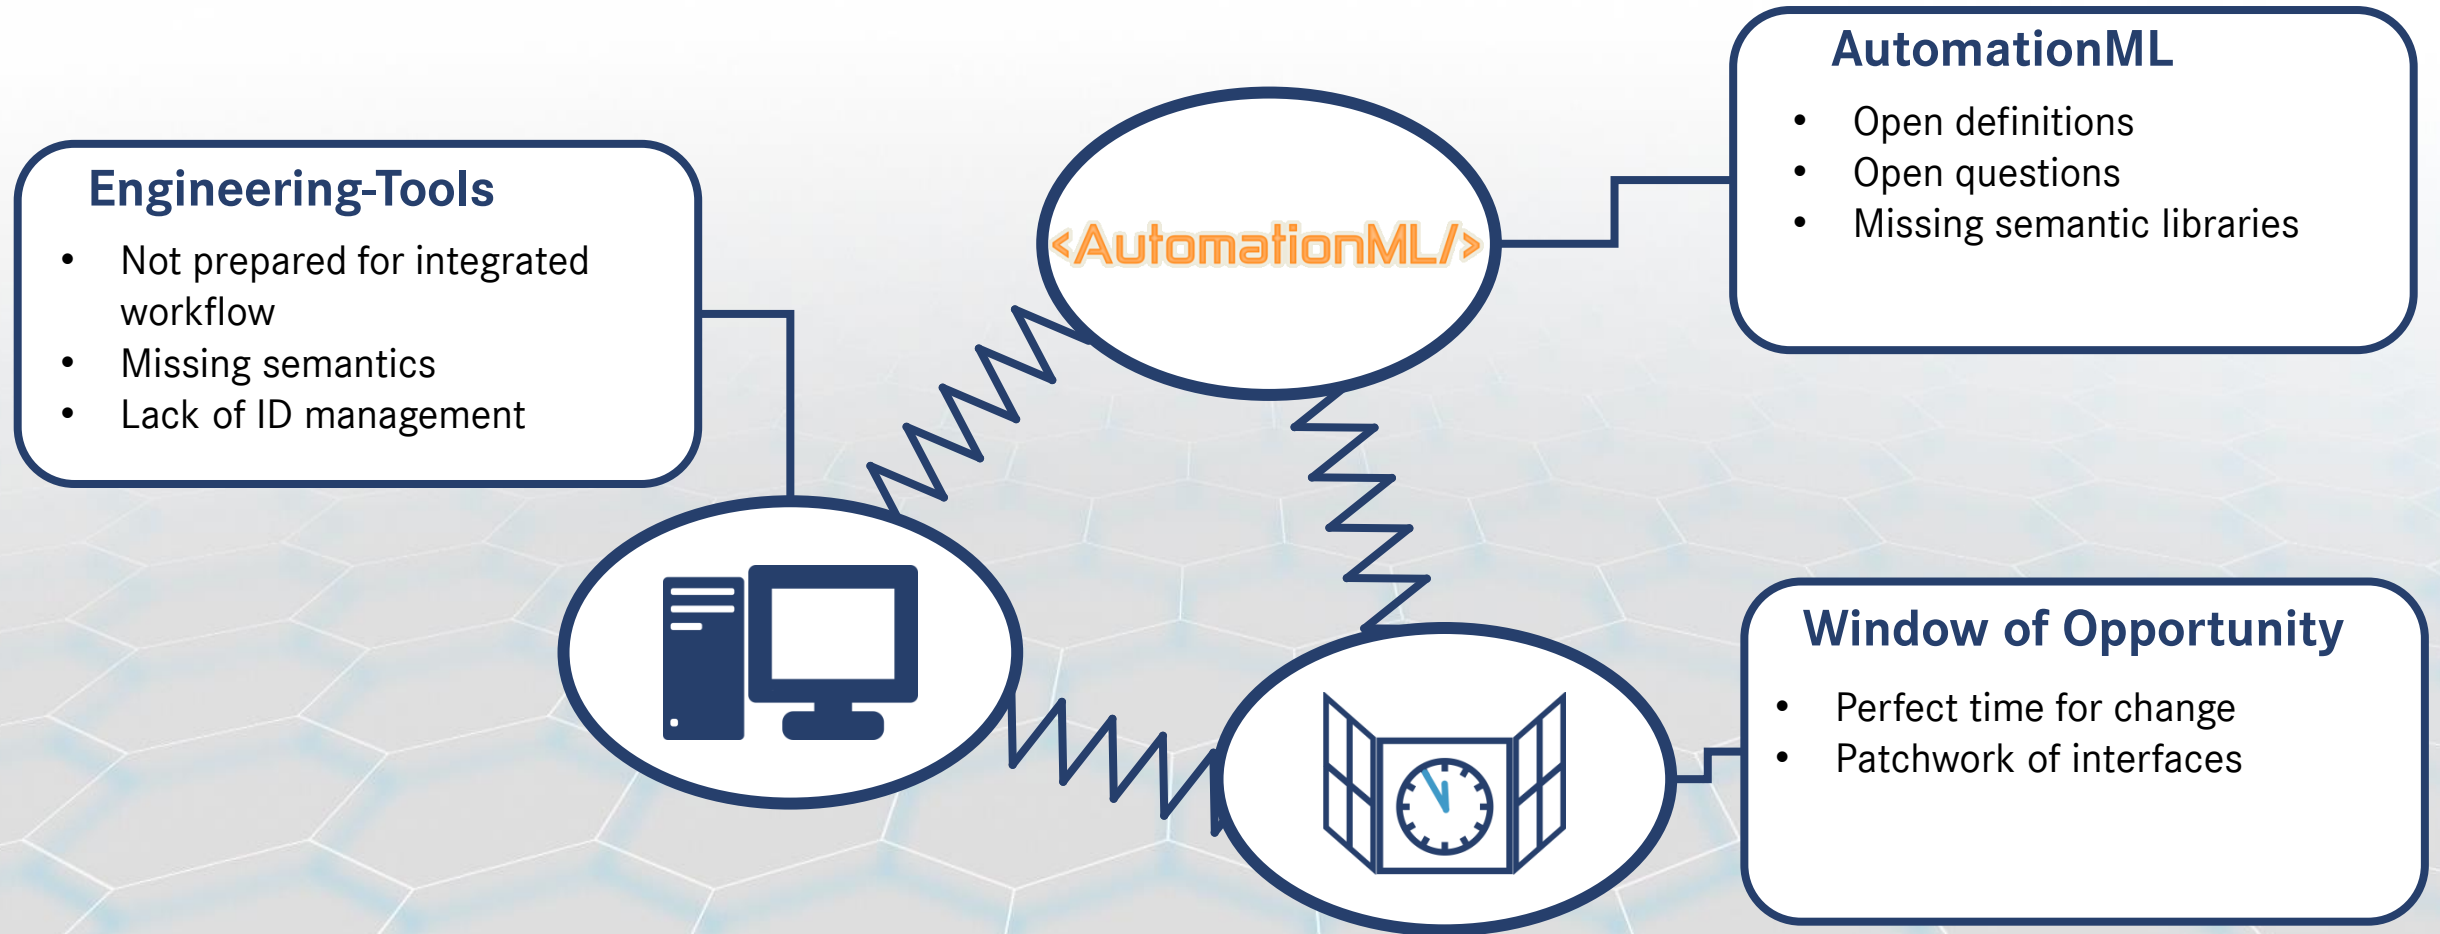 Engineering-Tools
• Not prepared for integrated
workflow
• Missing semantics
• Lack of ID management
<AutomationML/>
AutomationML
• Open definitions
• Open questions
• Missing semantic libraries
Window of Opportunity
• Perfect time for change
• Patchwork of interfaces